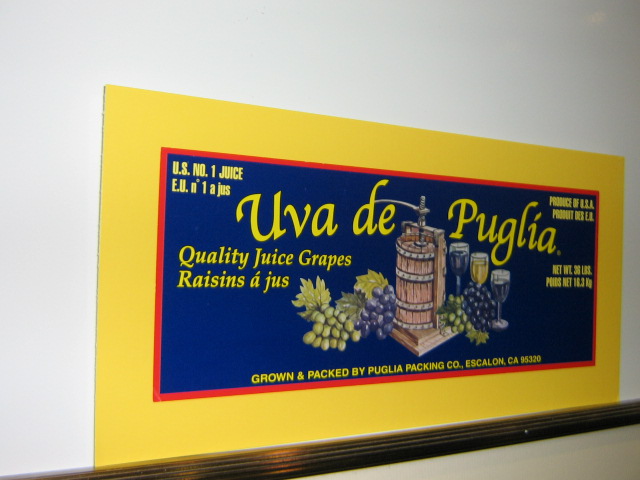 U.S. NO. 1 JUICE
E.U. n° 1 a jus
Uva de Puglía
Quality Juice Grapes
Raisins á jus
PRODUCE OF U.S.A.
PRODUIT DES E.U.
NET WT. 36 LBS.
POIDS NET 16.3 Kg
GROWN & PACKED BY PUGLIA PACKING CO., ESCALON, CA 95320